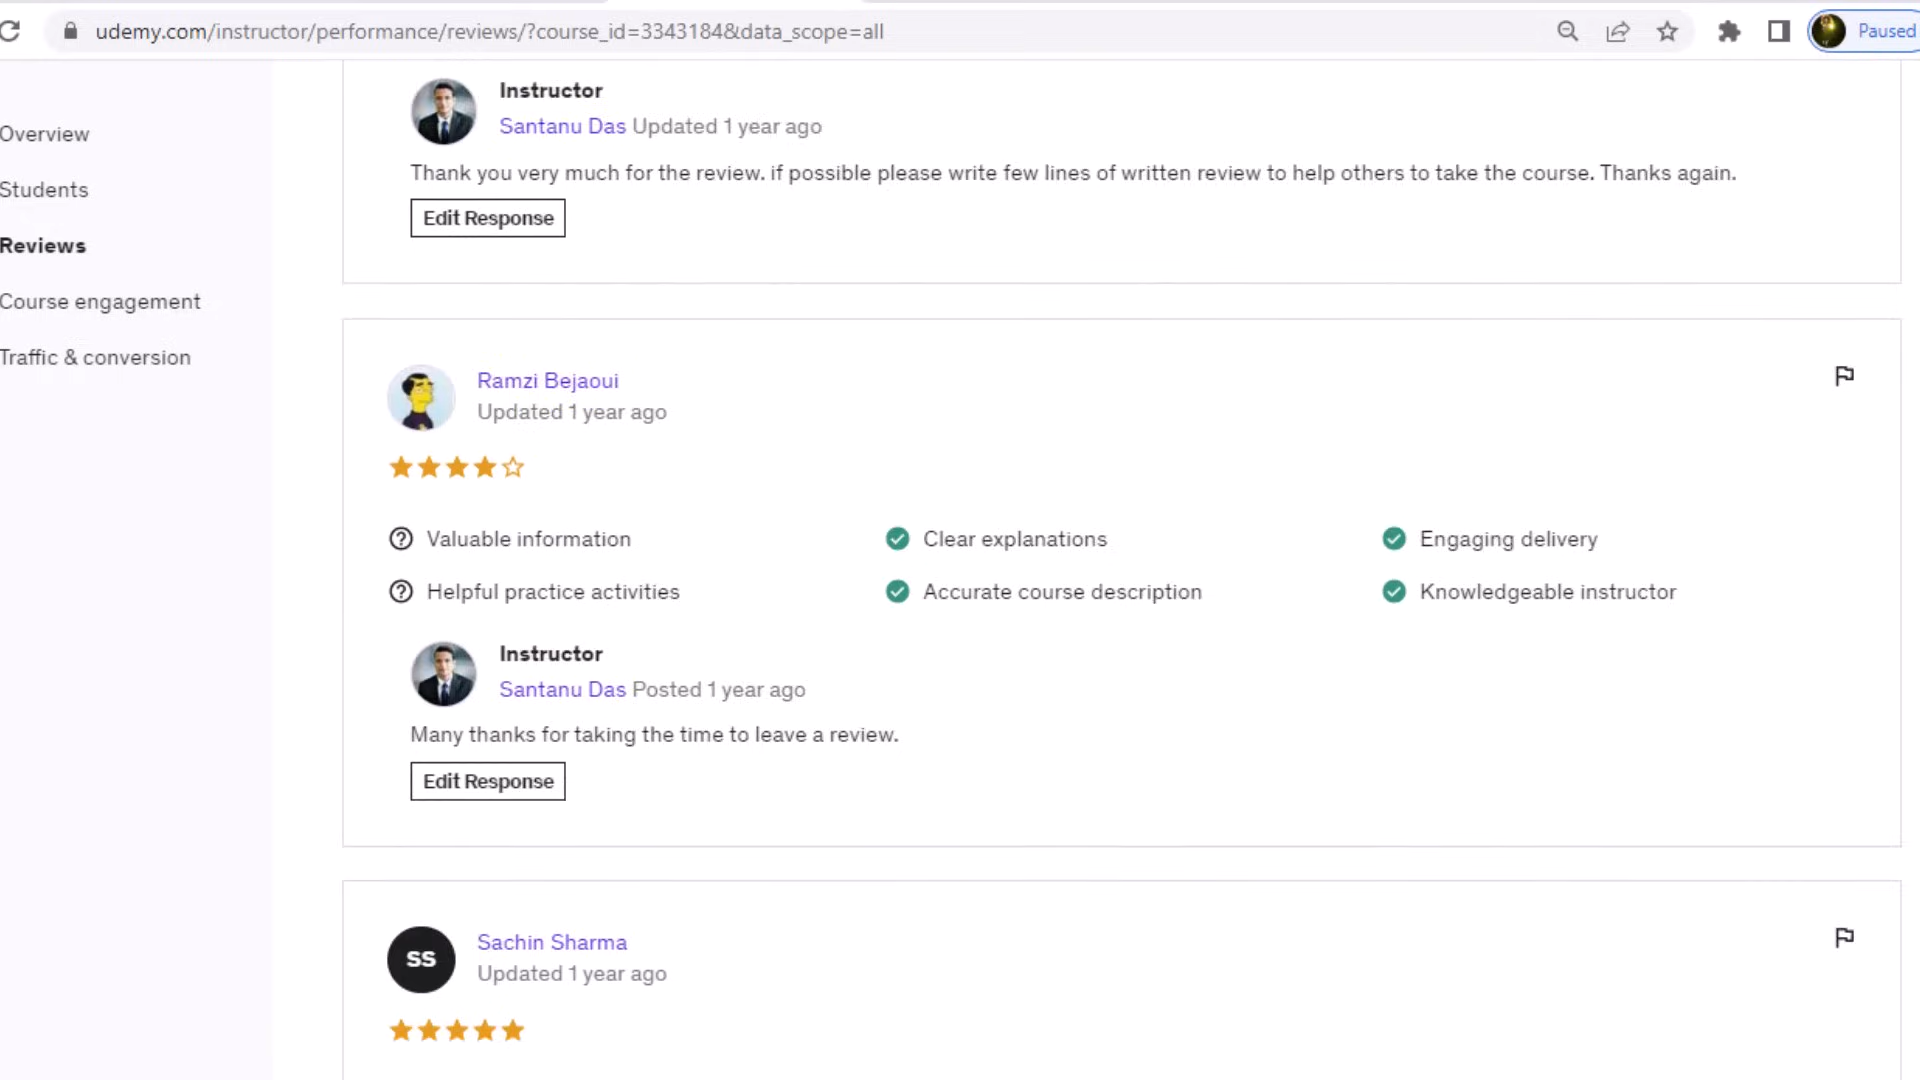 udemy.com/instructor/performance/reviews/?course_id=3343184&data_scope=all
Paused
Overview
Students
Reviews
Course engagement
Traffic & conversion
Instructor
Santanu Das Updated 1 year ago
Thank you very much for the review. if possible please write few lines of written review to help others to take the course. Thanks again.
Edit Response
Ramzi Bejaoui
Updated 1 year ago
Valuable information
Clear explanations
Engaging delivery
Helpful practice activities
Accurate course description
Knowledgeable instructor
Instructor
Santanu Das Posted 1 year ago
Many thanks for taking the time to leave a review.
Edit Response
SS
Sachin Sharma
Updated 1 year ago